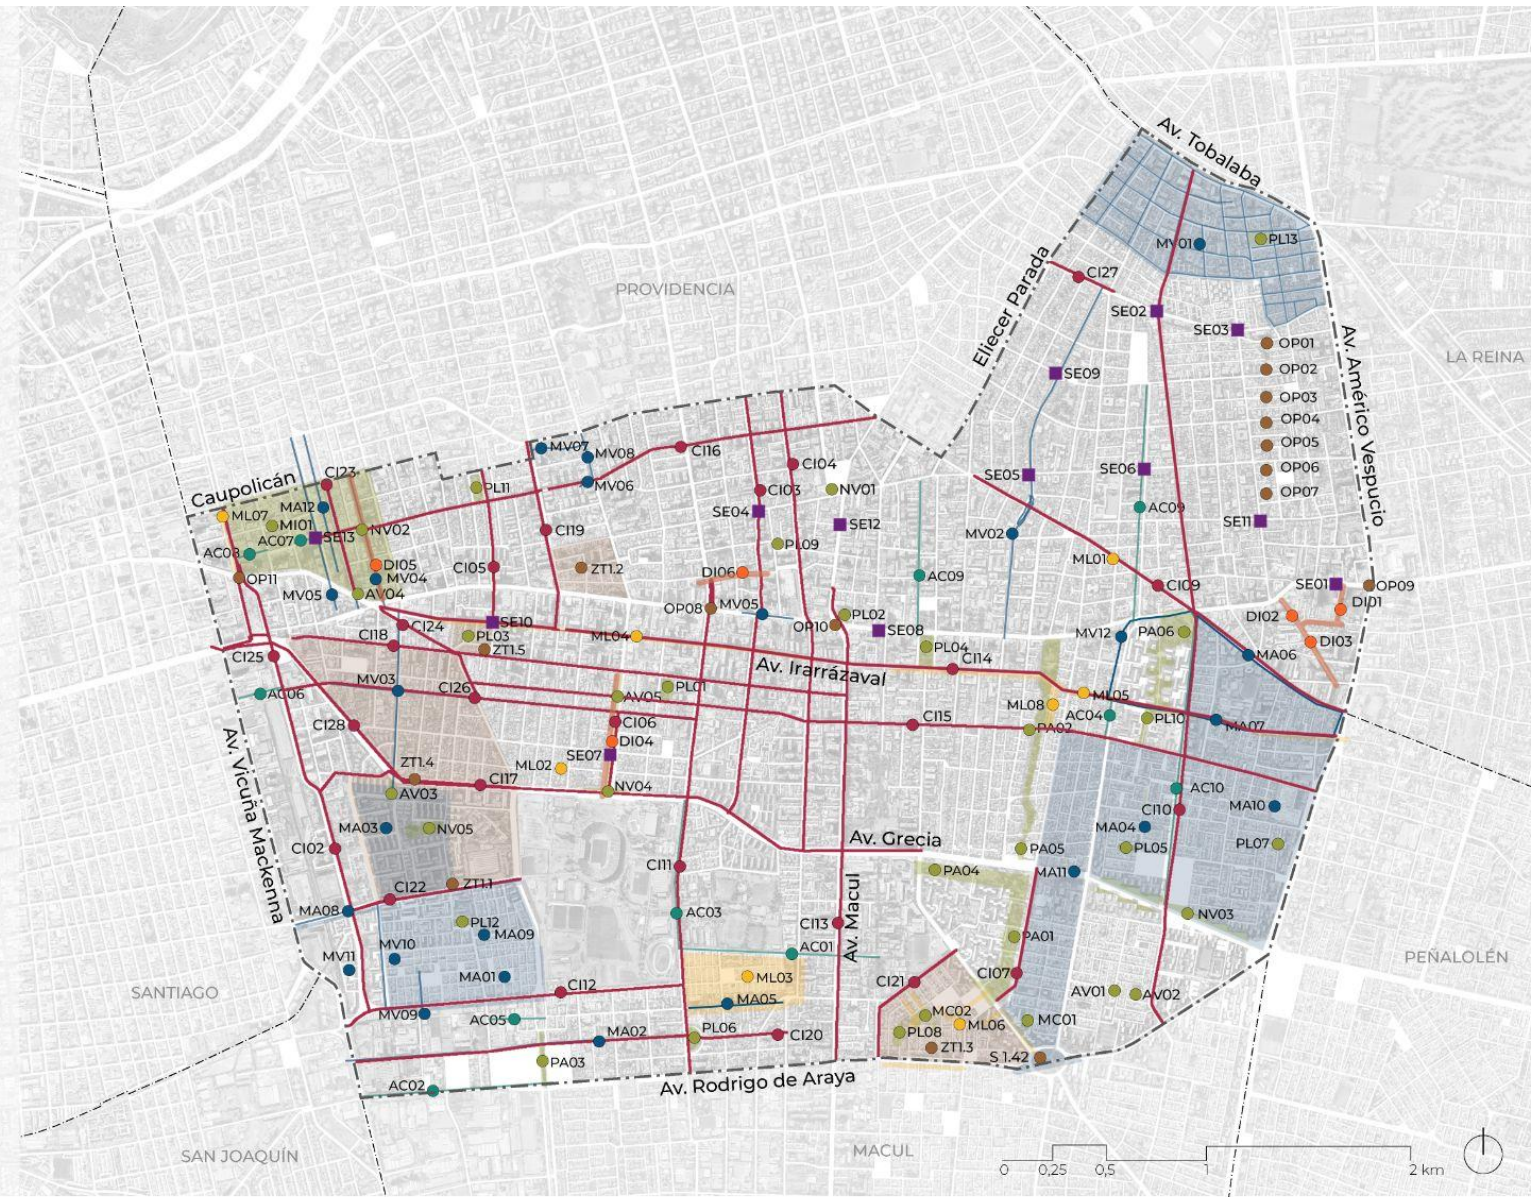 Av. Tobalaba
MV01
PL13
Eliecer Parada
CI27
PROVIDENCIA
SE02
SE03
OP01
LA REINA
Av. Américo Vespucio
OP02
SE09
OP03
OP04
OP05
OP06
OP07
MV07
MV08
CI16
CI04
SE05
SE06
Caupolicán
CI23
PL11
MV06
CI03
NV01
ML07
MA12
SE04
SE12
AC09
SE11
MI01
NV02
CI19
MV02
AC07
SE13
PL09
AC08
DI05
CI05
ZT1.2
DI06
AC09
ML01
OP11
MV04
CI09
SE01
OP09
MV05
AV04
OP08
MV05
PL02
DI02
DI01
CI24
SE10
OP10
SE08
CI18
PL03
ML04
MV12
PA06
DI03
ZT1.5
PL04
CI25
Av. Irarrázaval
CI14
MA06
AC06
MV03
CI26
AV05
PL01
ML05
ML08
CI28
CI06
CI15
AC04
PL10
MA07
PA02
DI04
Av. Vicuña Mackenna
SE07
ZT1.4
ML02
CI17
AV03
NV04
AC10
CI10
MA10
MA03
NV05
Av. Grecia
MA04
CI02
PA05
PL05
PL07
CI11
PA04
MA11
CI22
ZT1.1
Av. Macul
MA08
PL12
AC03
CI13
NV03
MA09
PA01
MV10
AC01
PEÑALOLÉN
MV11
MA01
ML03
CI21
CI07
SANTIAGO
CI12
MA05
AV01
AV02
MV09
AC05
MC02
MC01
MA02
PL06
CI20
PL08
ML06
ZT1.3
S 1.42
PA03
AC02
Av. Rodrigo de Araya
SAN JOAQUÍN
MACUL
0
0,25
0,5
1
2 km